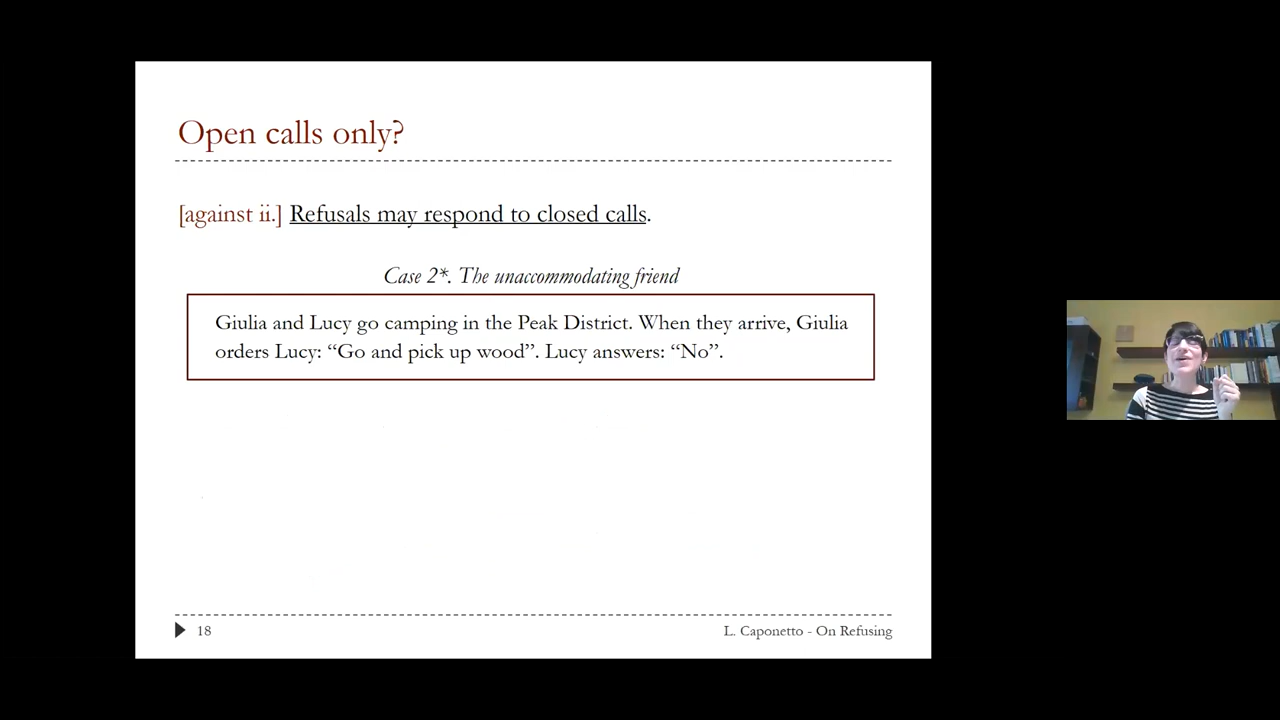 Open calls only?
[against ii.] Refusals may respond to closed calls.
Case 2*. The unaccommodating friend
Giulia and Lucy go camping in the Peak District. When they arrive, Giulia
orders Lucy: “Go and pick up wood”. Lucy answers: “No”.
18
L. Caponetto - On Refusing